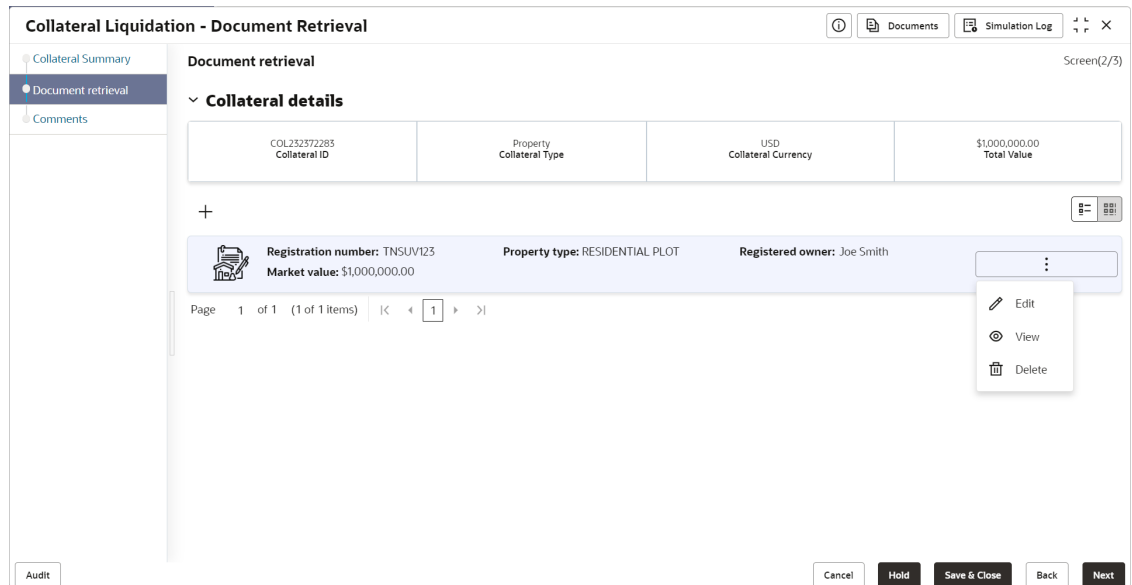 Collateral Liquidation - Document Retrieval
Documents
Simulation Log
Collateral Summary
Document retrieval
Comments
Document retrieval
Screen(2/3)
Collateral details
COL232372283
Collateral ID
Property
Collateral Type
USD
Collateral Currency
$1,000,000.00
Total Value
Registration number: TNSUV123 Property type: RESIDENTIAL PLOT Registered owner: Joe Smith
Market value: $1,000,000.00
Page 1 of 1 (1 of 1 items) 1
Edit
View
Delete
Audit Cancel Hold Save & Close Back Next